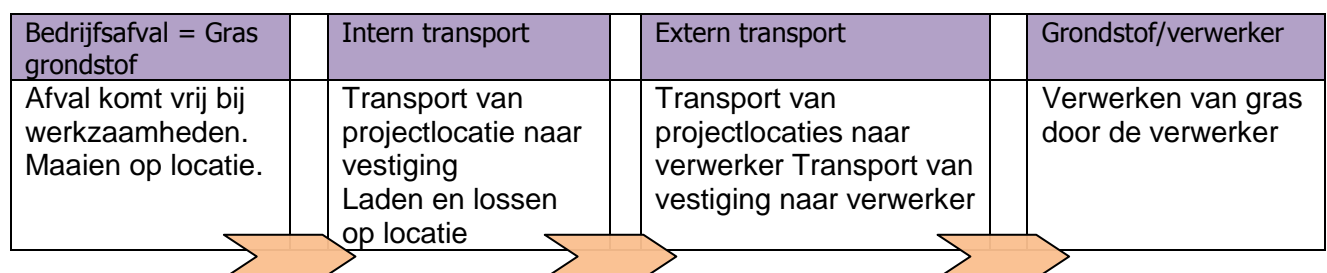 Bedrijfsafval = Gras
grondstof
Intern transport
Extern transport
Grondstof/verwerker
Afval komt vrij bij
werkzaamheden.
Maaien op locatie.
Transport van
projectlocatie naar
vestiging
Laden en lossen
op locatie
Transport van
projectlocaties naar
verwerker Transport van
vestiging naar verwerker
Verwerken van gras
door de verwerker